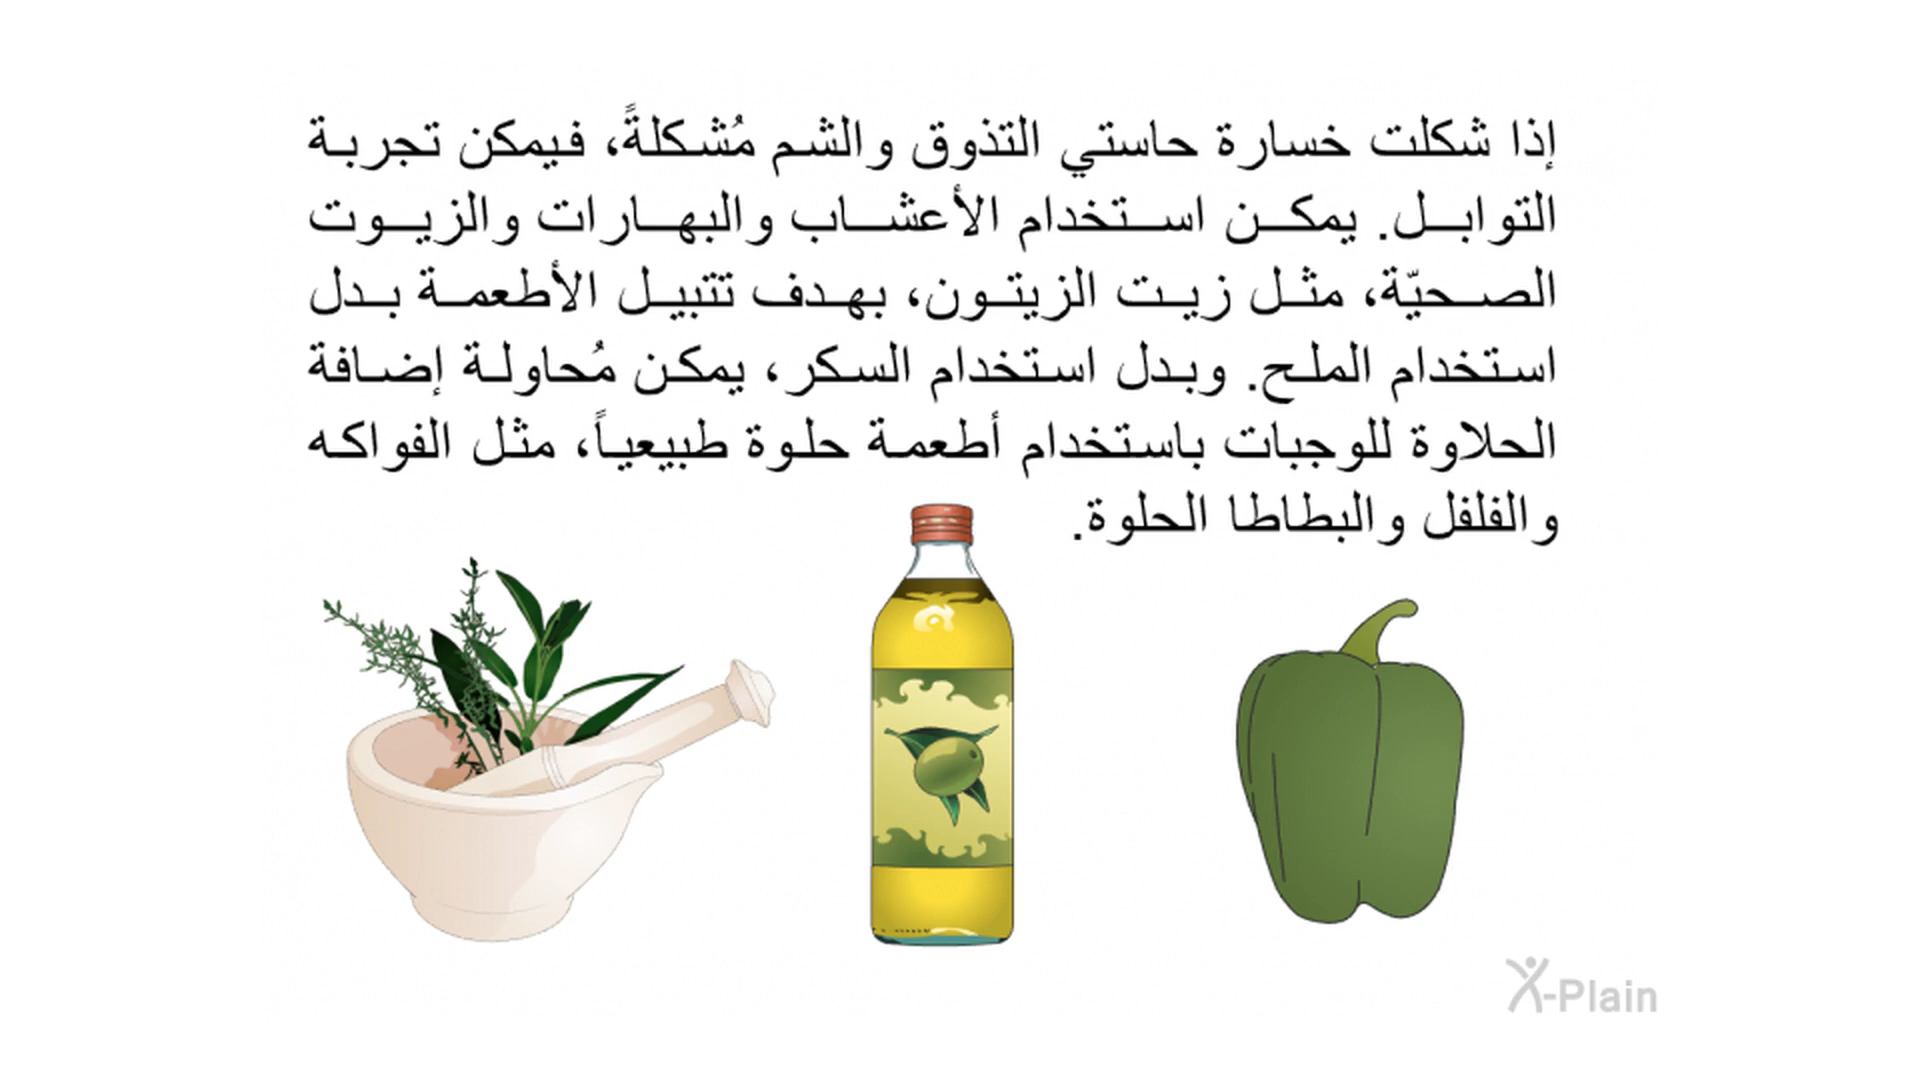 إذا شكلت خسارة حاستي التذوق والشم مُشكلةً، فيمكن تجربة
التوابل. يمكن استخدام الأعشاب والبهارات والزيوت
الصحيّة، مثل زيت الزيتون، بهدف تتبيل الأطعمة بدل
استخدام الملح. وبدل استخدام السكر، يمكن مُحاولة إضافة
الحلاوة للوجبات باستخدام أطعمة حلوة طبيعياً، مثل الفواكه
والفلفل والبطاطا الحلوة.
X-Plain